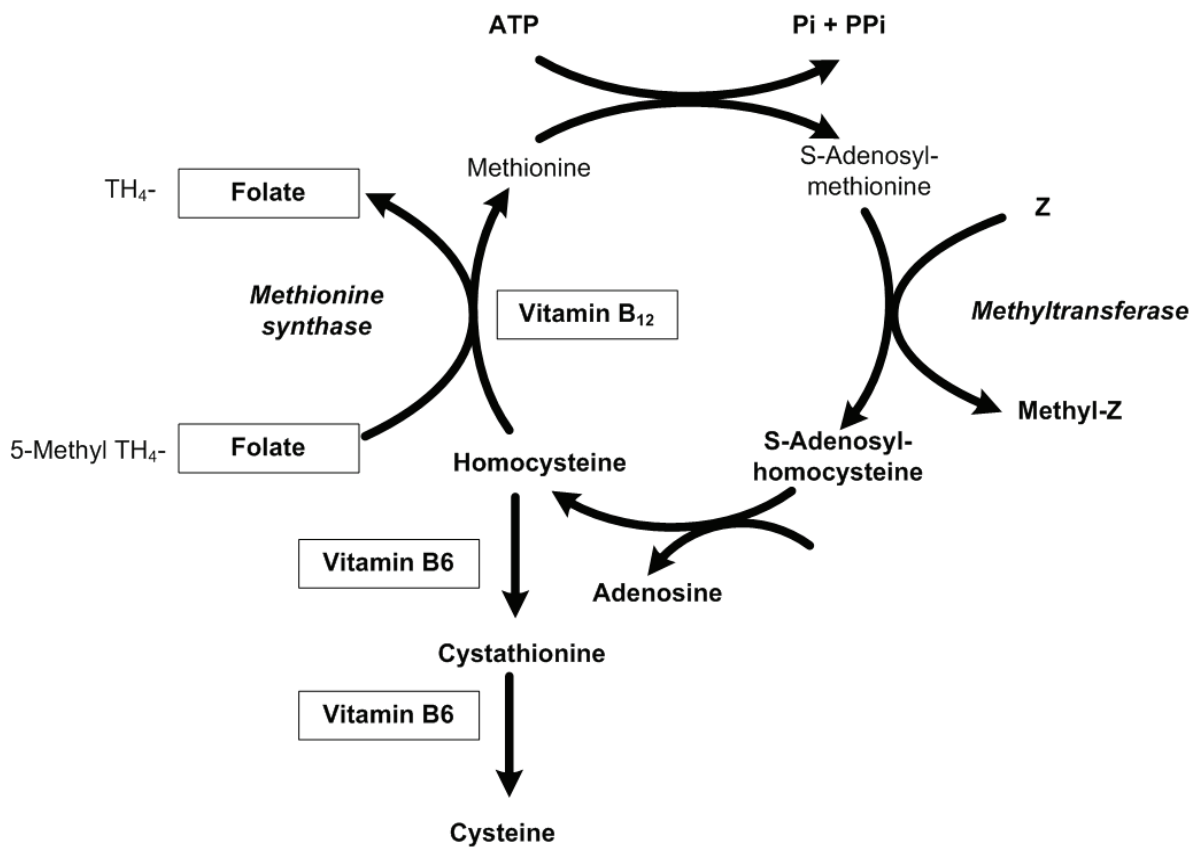 ATP
Pi + PPi
Methionine
S-Adenosyl-
methionine
TH₄-
Folate
Z
Methionine
synthase
Vitamin B₁₂
Methyltransferase
Methyl-Z
5-Methyl TH₄-
Folate
Homocysteine
S-Adenosyl-
homocysteine
Vitamin B6
Adenosine
Cystathionine
Vitamin B6
Cysteine